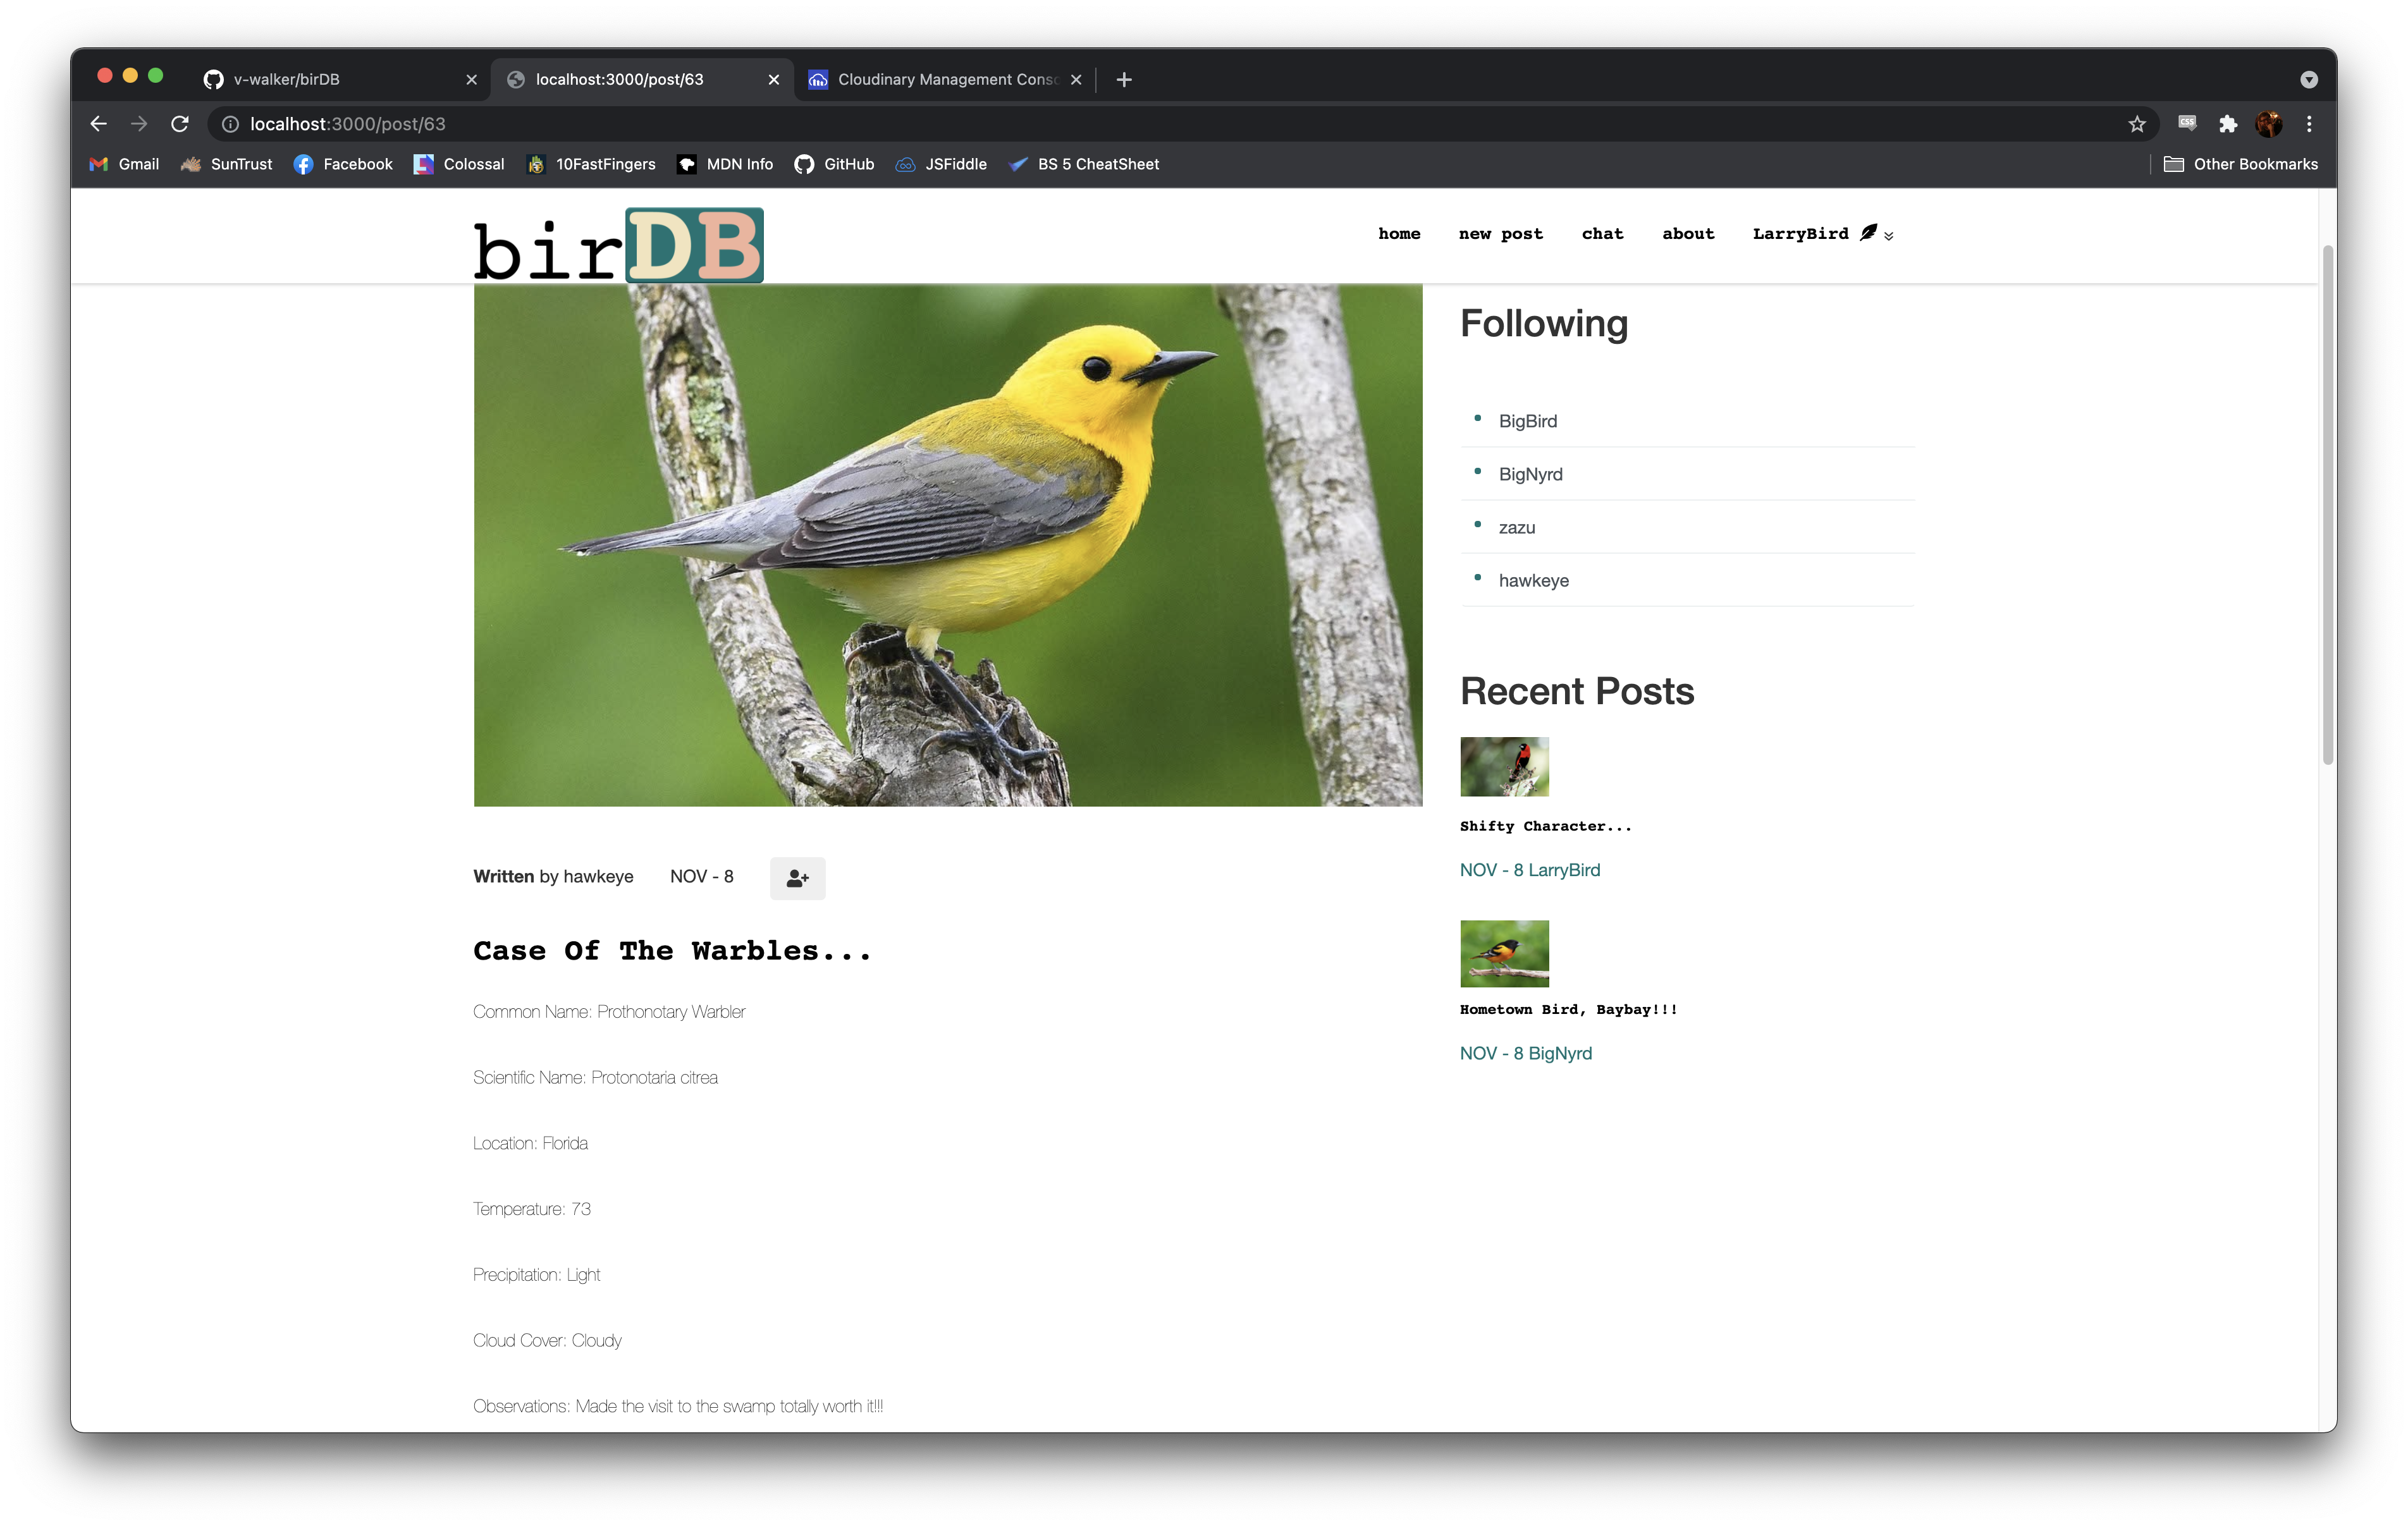 v-walker/birDB
localhost:3000/post/63
Cloudinary Management Conso
localhost:3000/post/63
CSS
Gmail
SunTrust
Facebook
Colossal
10FastFingers
MDN Info
GitHub
JSFiddle
BS 5 CheatSheet
Other Bookmarks
birDB
home
new post
chat
about
LarryBird
Written by hawkeye
NOV - 8
Case Of The Warbles...
Common Name: Prothonotary Warbler
Scientific Name: Protonotaria citrea
Location: Florida
Temperature: 73
Precipitation: Light
Cloud Cover: Cloudy
Observations: Made the visit to the swamp totally worth it!!!
Following
BigBird
BigNyrd
zazu
hawkeye
Recent Posts
Shifty Character...
NOV - 8 LarryBird
Hometown Bird, Baybay!!!
NOV - 8 BigNyrd